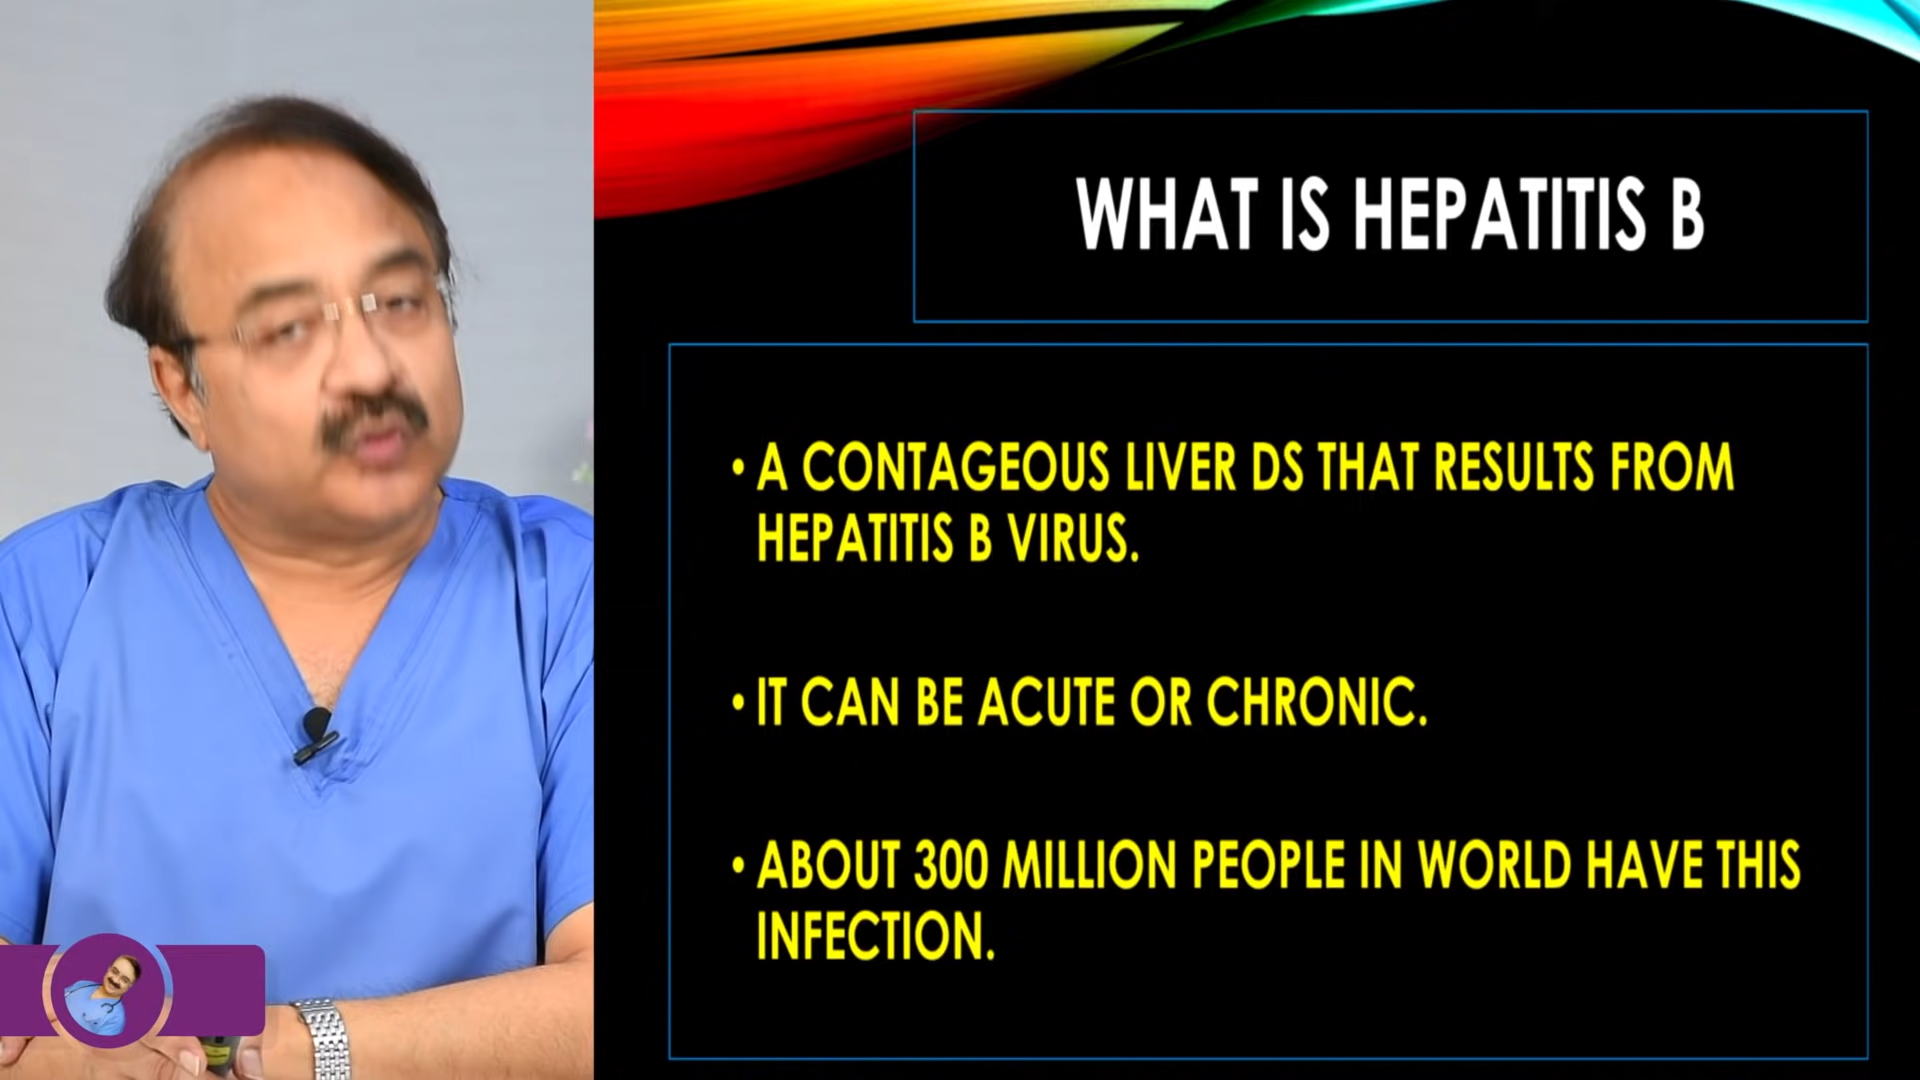 WHAT IS HEPATITIS B
• A CONTAGEOUS LIVER DS THAT RESULTS FROM
HEPATITIS B VIRUS.
• IT CAN BE ACUTE OR CHRONIC.
• ABOUT 300 MILLION PEOPLE IN WORLD HAVE THIS
INFECTION.